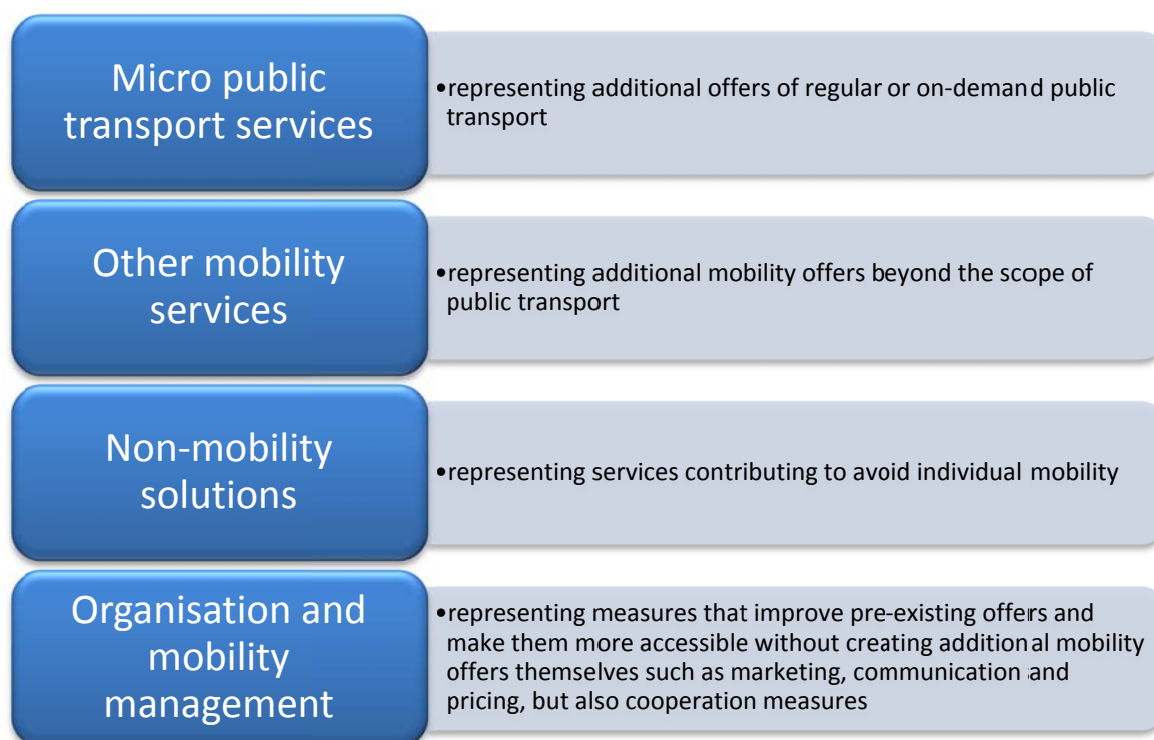 Micro public
transport services
•representing additional offers of regular or on-demand public
transport
Other mobility
services
•representing additional mobility offers beyond the scope of
public transport
Non-mobility
solutions
•representing services contributing to avoid individual mobility
Organisation and
mobility
management
•representing measures that improve pre-existing offers and
make them more accessible without creating additional mobility
offers themselves such as marketing, communication and
pricing, but also cooperation measures